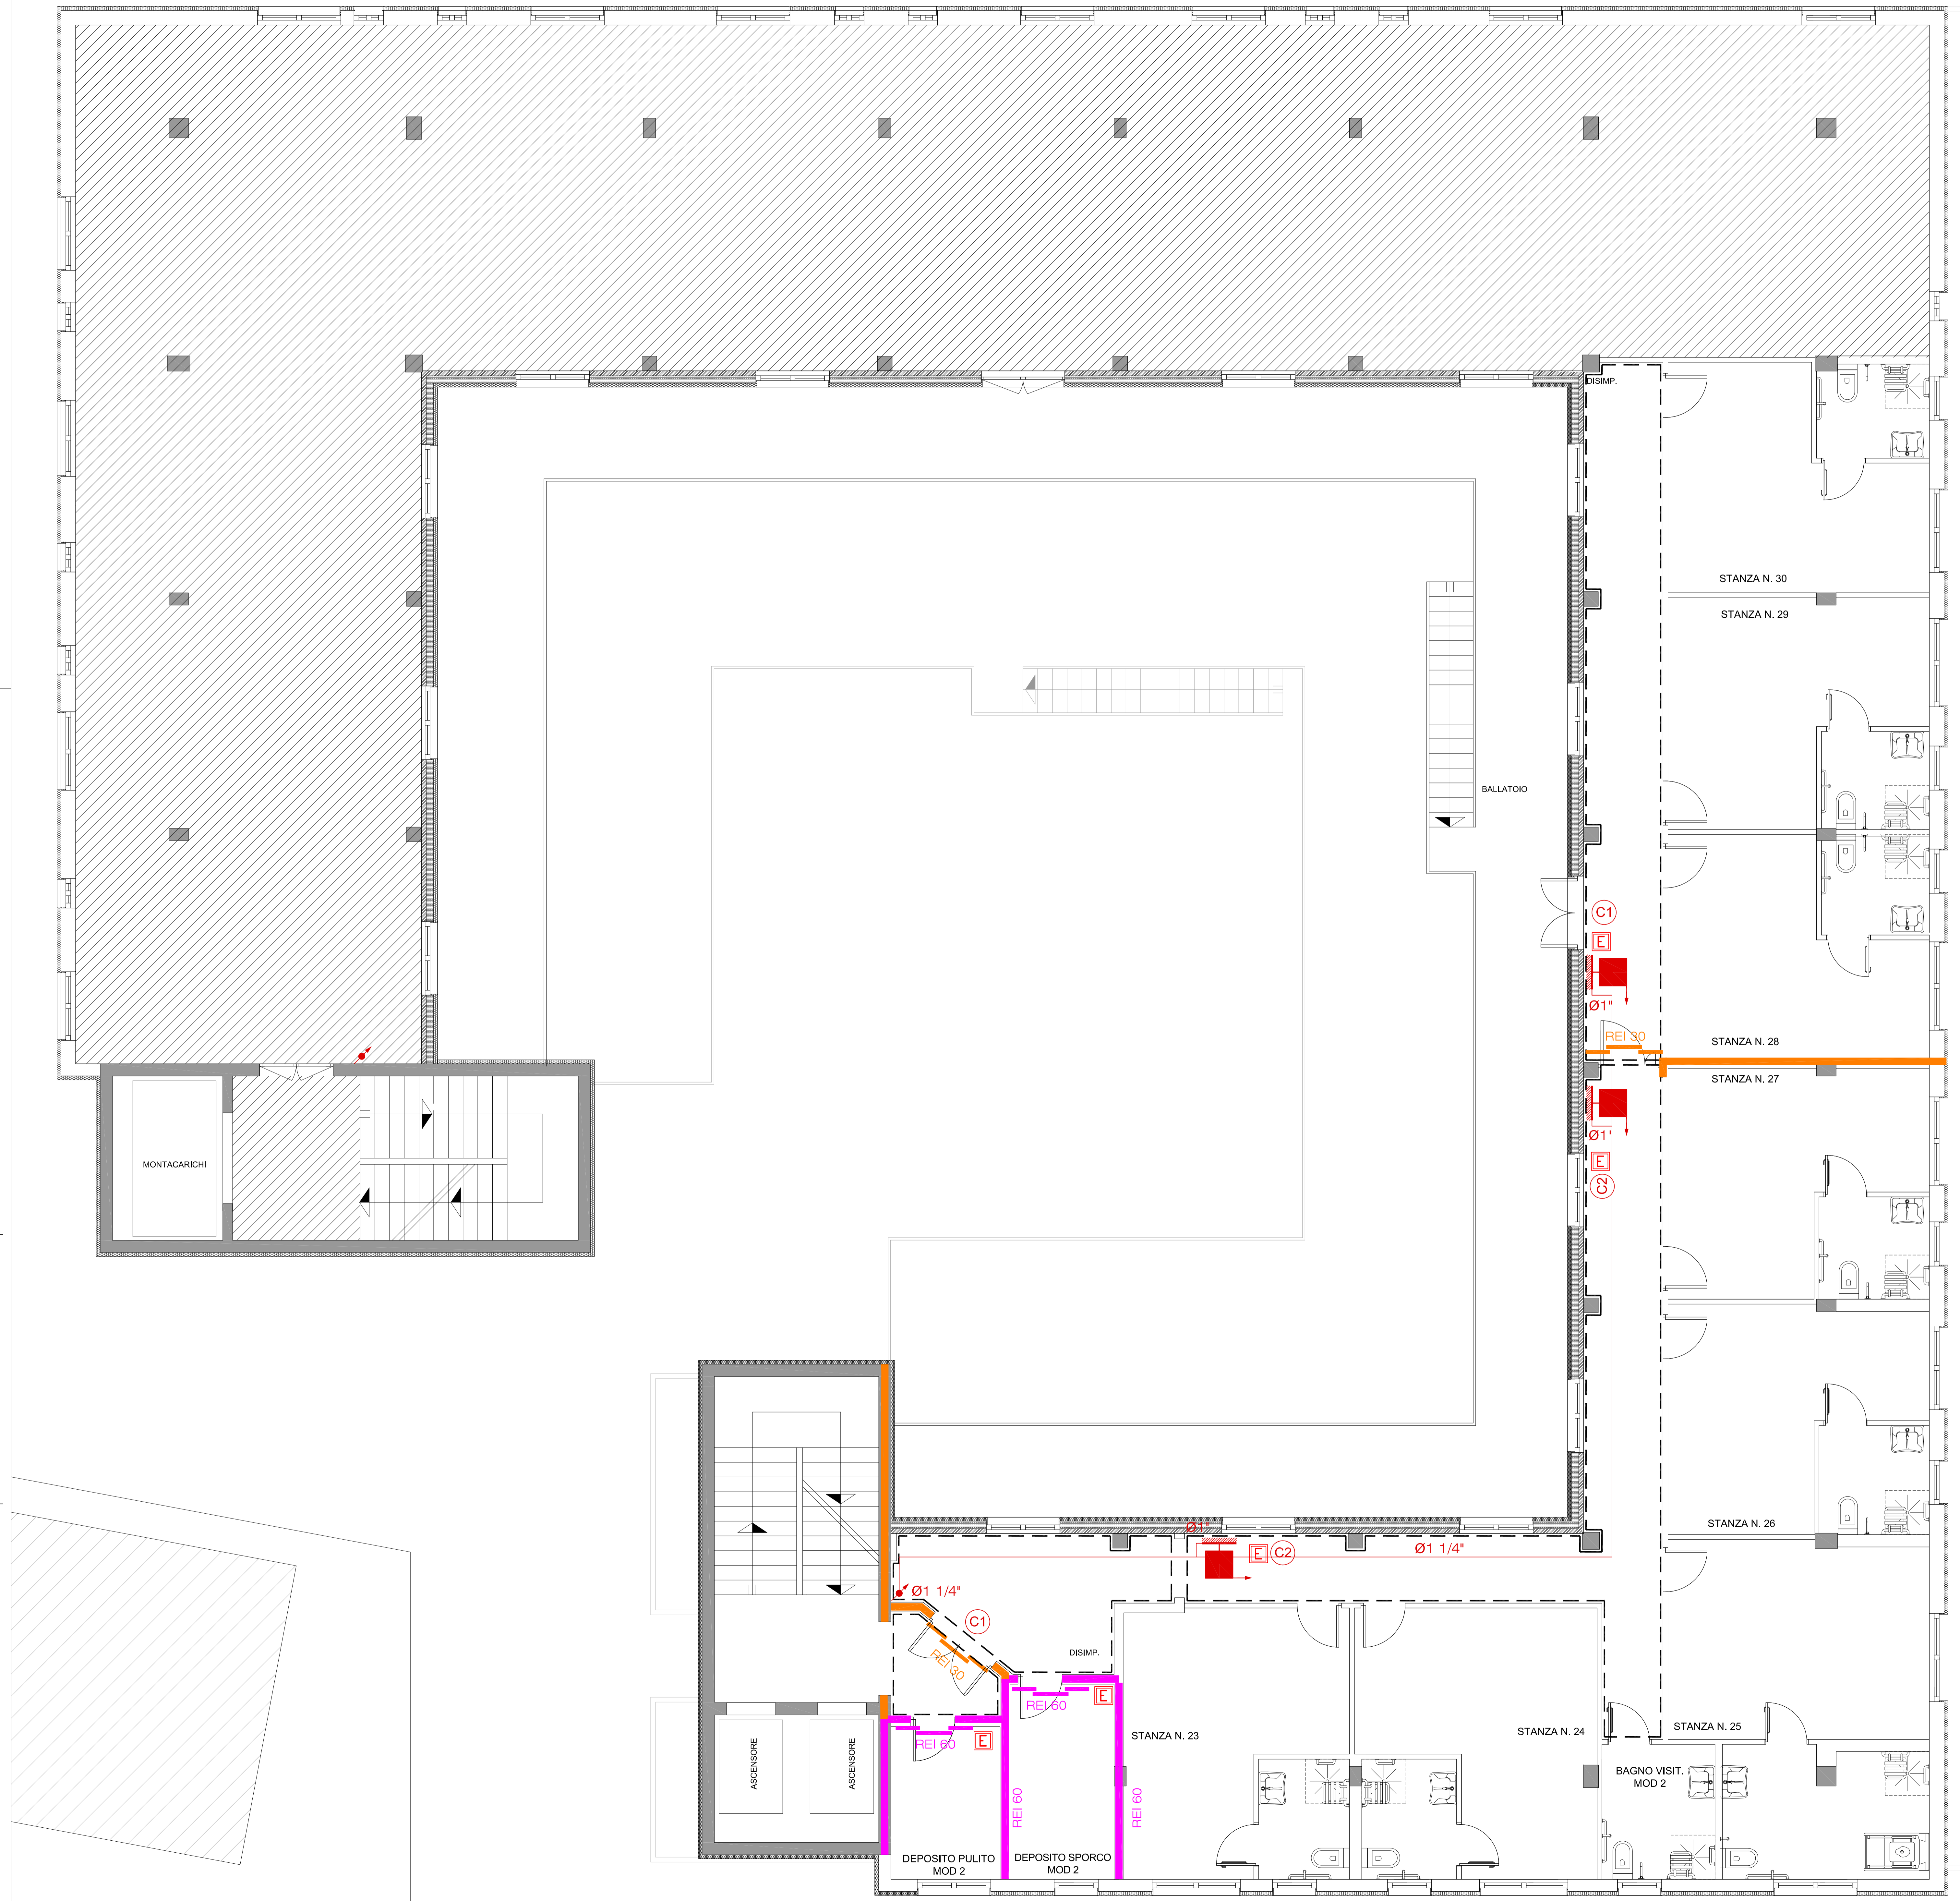 DISIMP.
STANZA N. 30
STANZA N. 29
BALLATOIO
C1
E
Ø1"
REI 30
STANZA N. 28
STANZA N. 27
Ø1"
E
C2
MONTACARICHI
STANZA N. 26
Ø1"
E
C2
Ø1 1/4"
Ø1 1/4"
C1
REI 30
DISIMP.
REI 60
E
REI 60
E
STANZA N. 23
STANZA N. 24
STANZA N. 25
ASCENSORE
ASCENSORE
REI 60
REI 60
BAGNO VISIT.
MOD 2
DEPOSITO PULITO
MOD 2
DEPOSITO SPORCO
MOD 2